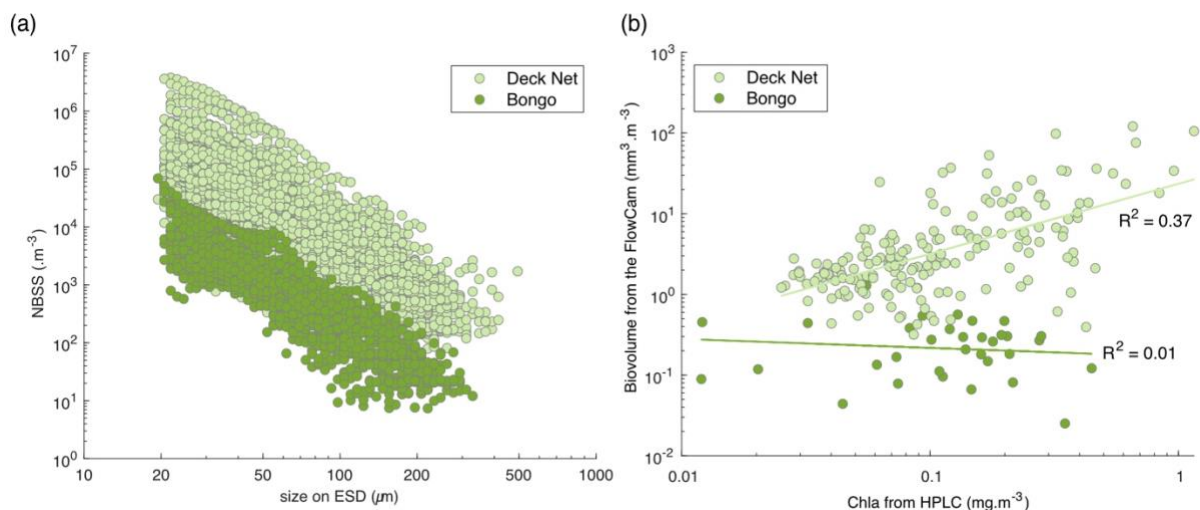 (a)
NBSS (.m⁻³)
10⁷
10⁶
10⁵
10⁴
10³
10²
10¹
10⁰
Deck Net
Bongo
10 20 50 100 200 500 1000
size on ESD (μm)
(b)
Biovolume from the FlowCam (mm³.m⁻³)
10³
10²
10¹
10⁰
10⁻¹
10⁻²
Deck Net
Bongo
R² = 0.37
R² = 0.01
0.01 0.1 1
Chla from HPLC (mg.m⁻³)